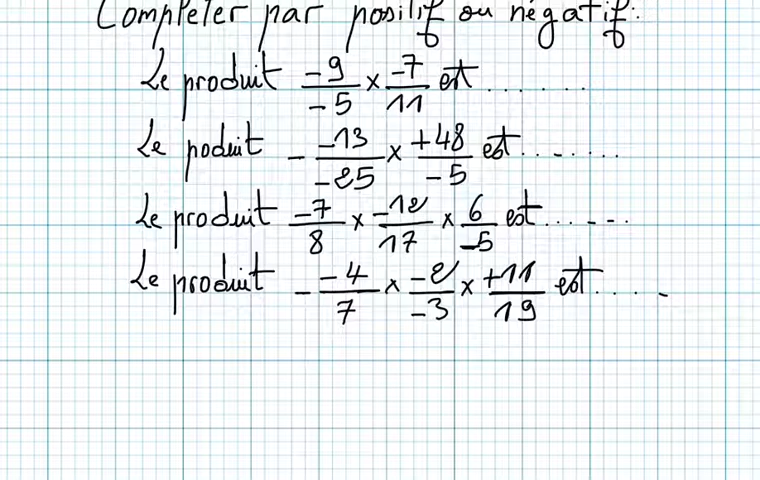 Compléter par positif ou négatif:
Le produit -9/-5 × -7/11 est .......
Le poduit - -13/-25 × +48/-5 est ........
Le produit -7/8 × -12/17 × 6/-5 est .......
Le produit - -4/7 × -2/-3 × +11/19 est .....